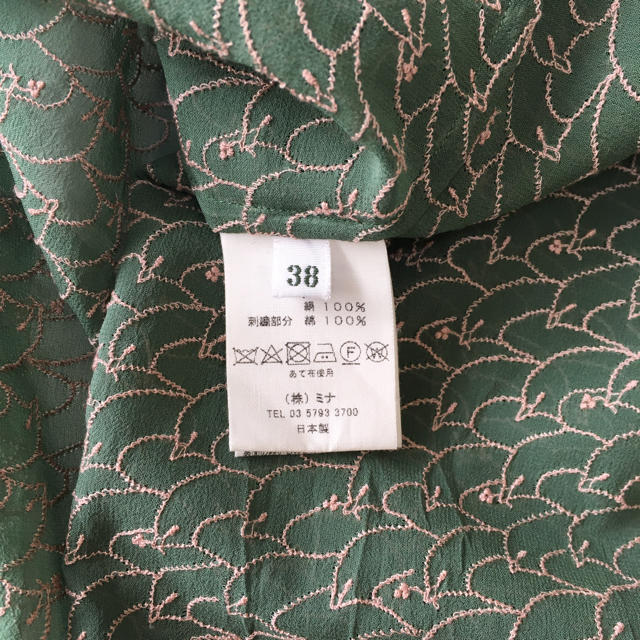 38
絹 100%
刺繍部分 綿 100%
F W
あて布使用
(株) ミナ
TEL 03 5793 3700
日本製